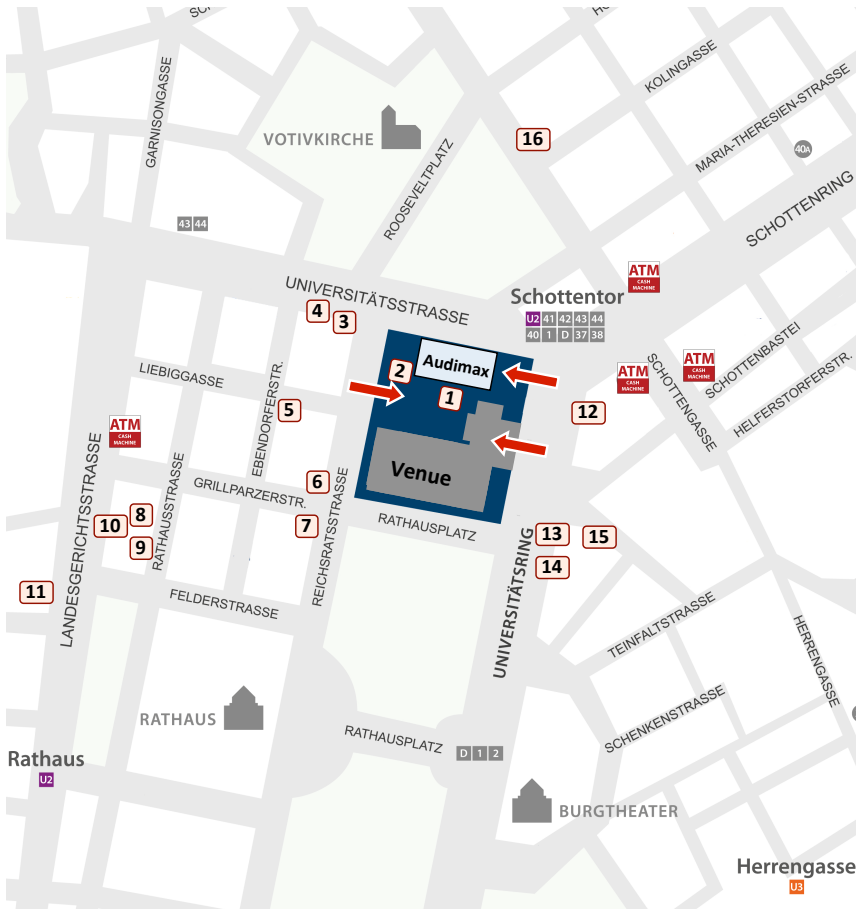 SC
HO
KOLINGASSE
GARNISONGASSE
MARIA-THERESIEN-STRASSE
VOTIVKIRCHE
16
40A
ROOSEVELTPLATZ
SCHOTTENRING
43 44
ATM
CASH
MACHINE
UNIVERSITÄTSSTRASSE
Schottentor
U2 41 42 43 44
40 1 D 37 38
4
3
Audimax
2
1
LIEBIGGASSE
EBENDORFERSTR.
5
ATM
CASH
MACHINE
ATM
CASH
MACHINE
SCHOTTENBASTEI
SCHOTTENGASSE
HELFERSTORFERSTR.
12
ATM
CASH
MACHINE
Venue
6
GRILLPARZERSTR.
7
REICHSRATSSTRASSE
RATHAUSPLATZ
8
10
9
RATHAUSSTRASSE
LANDESGERICHTSSTRASSE
11
13
15
14
UNIVERSITÄTSRING
FELDERSTRASSE
TEINFALTSTRASSE
HERRENGASSE
SCHENKENSTRASSE
RATHAUS
RATHAUSPLATZ
D 1 2
Rathaus
U2
BURGTHEATER
Herrengasse
U3